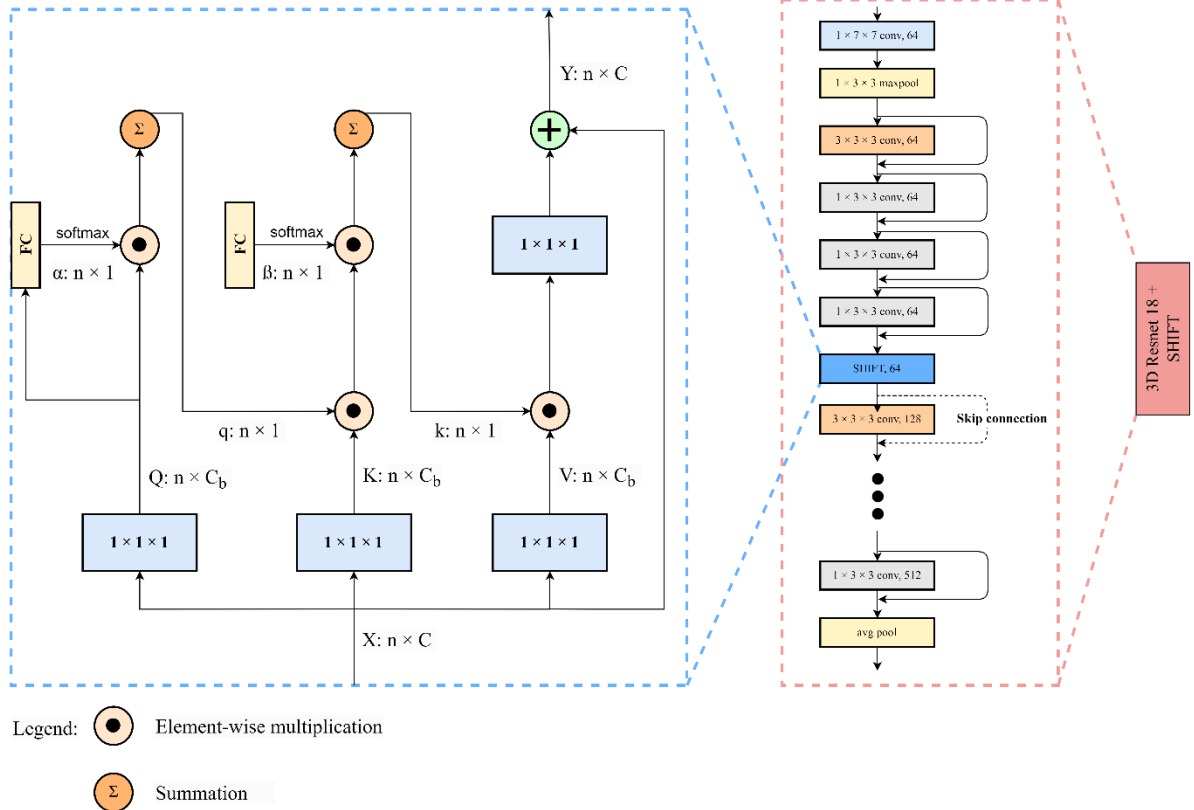 Y: n × C
Σ
Σ
+
FC
softmax
α: n × 1
FC
softmax
ß: n × 1
1 × 1 × 1
q: n × 1
k: n × 1
Q: n × C_b
K: n × C_b
V: n × C_b
1 × 1 × 1
1 × 1 × 1
1 × 1 × 1
X: n × C
1 × 7 × 7 conv, 64
1 × 3 × 3 maxpool
3 × 3 × 3 conv, 64
1 × 3 × 3 conv, 64
1 × 3 × 3 conv, 64
1 × 3 × 3 conv, 64
SHIFT, 64
3 × 3 × 3 conv, 128
Skip connection
1 × 3 × 3 conv, 512
avg pool
3D Resnet 18 +
SHIFT
Legend:
Element-wise multiplication
Σ
Summation